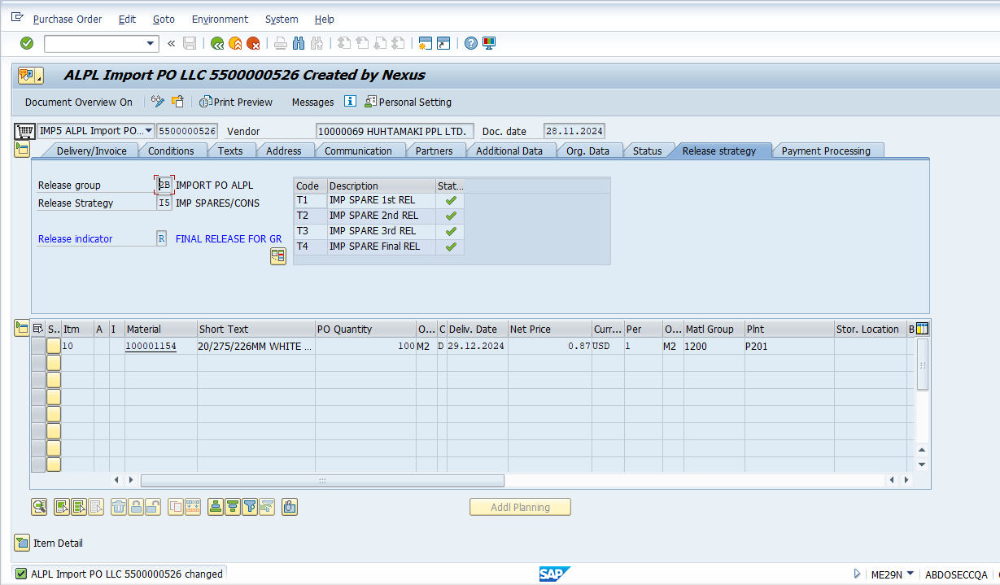 Purchase Order Edit Goto Environment System Help
ALPL Import PO LLC 5500000526 Created by Nexus
Document Overview On Print Preview Messages Personal Setting
IMP5 ALPL Import PO... 5500000526 Vendor 10000069 HUHTAMAKI PPL LTD. Doc. date 28.11.2024
Delivery/Invoice Conditions Texts Address Communication Partners Additional Data Org. Data Status Release strategy Payment Processing
Release group 2B IMPORT PO ALPL
Release Strategy I5 IMP SPARES/CONS
Release indicator R FINAL RELEASE FOR GR
Code Description Stat...
T1 IMP SPARE 1st REL
T2 IMP SPARE 2nd REL
T3 IMP SPARE 3rd REL
T4 IMP SPARE Final REL
S.. Itm A I Material Short Text PO Quantity O... C Deliv. Date Net Price Curr... Per O... Matl Group Plnt Stor. Location B
10 100001154 20/275/226MM WHITE ... 100 M2 D 29.12.2024 0.87 USD 1 M2 1200 P201
Addl Planning
Item Detail
ALPL Import PO LLC 5500000526 changed SAP ME29N ABDOSECCQA